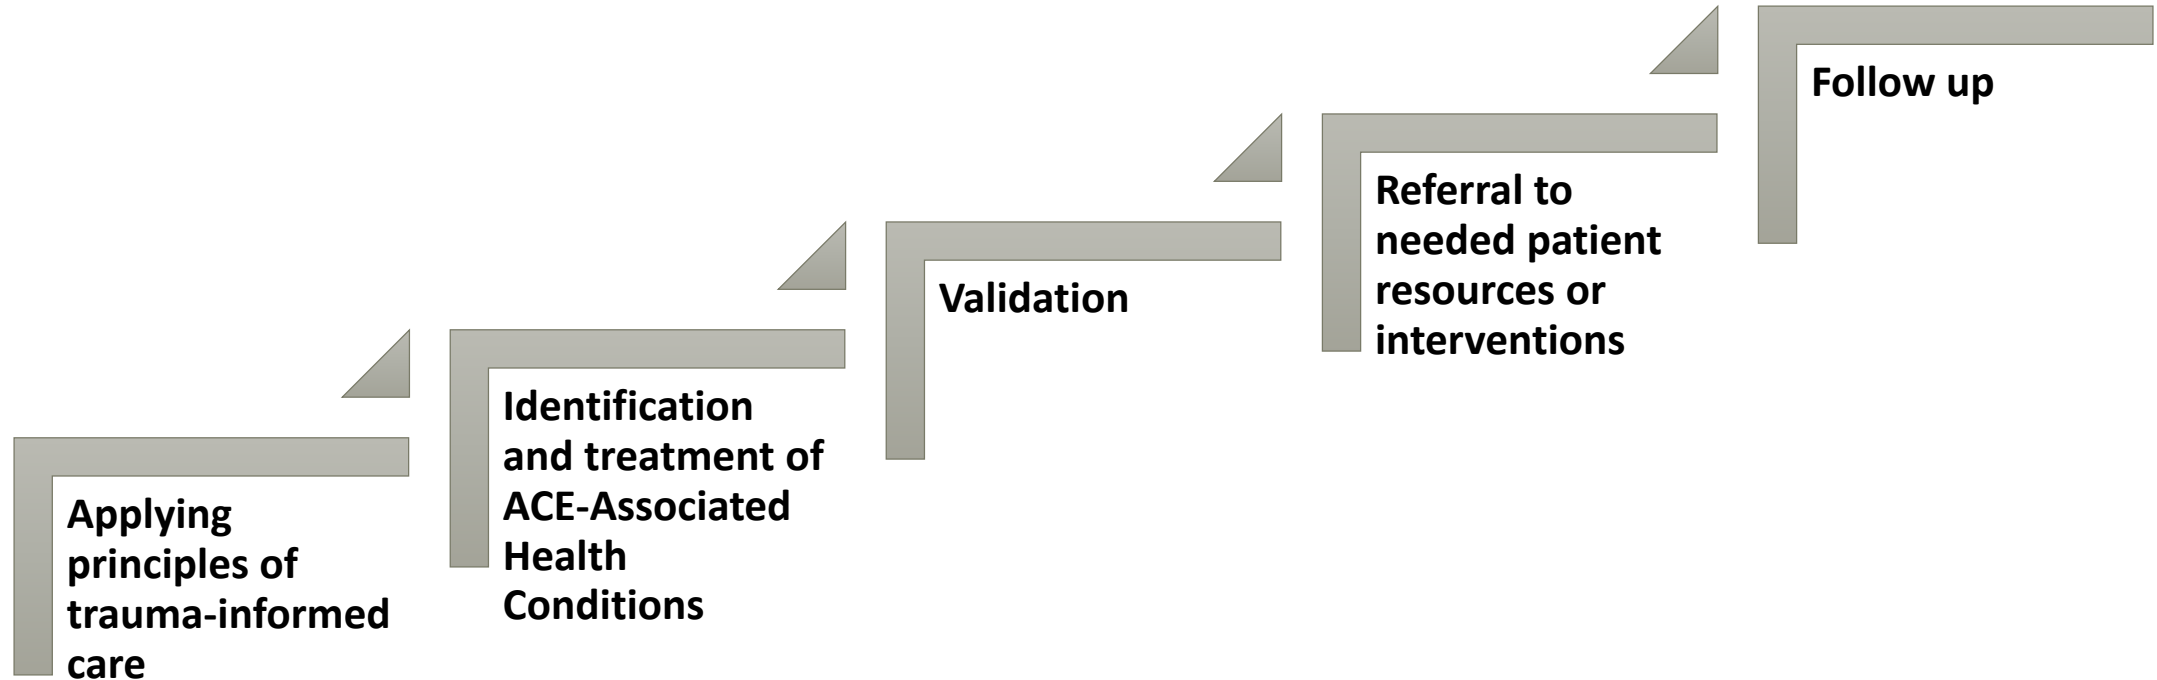 Applying
principles of
trauma-informed
care
Identification
and treatment of
ACE-Associated
Health
Conditions
Validation
Referral to
needed patient
resources or
interventions
Follow up